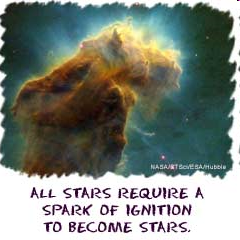 NASA/STScI/ESA/Hubble
ALL STARS REQUIRE A
SPARK OF IGNITION
TO BECOME STARS.